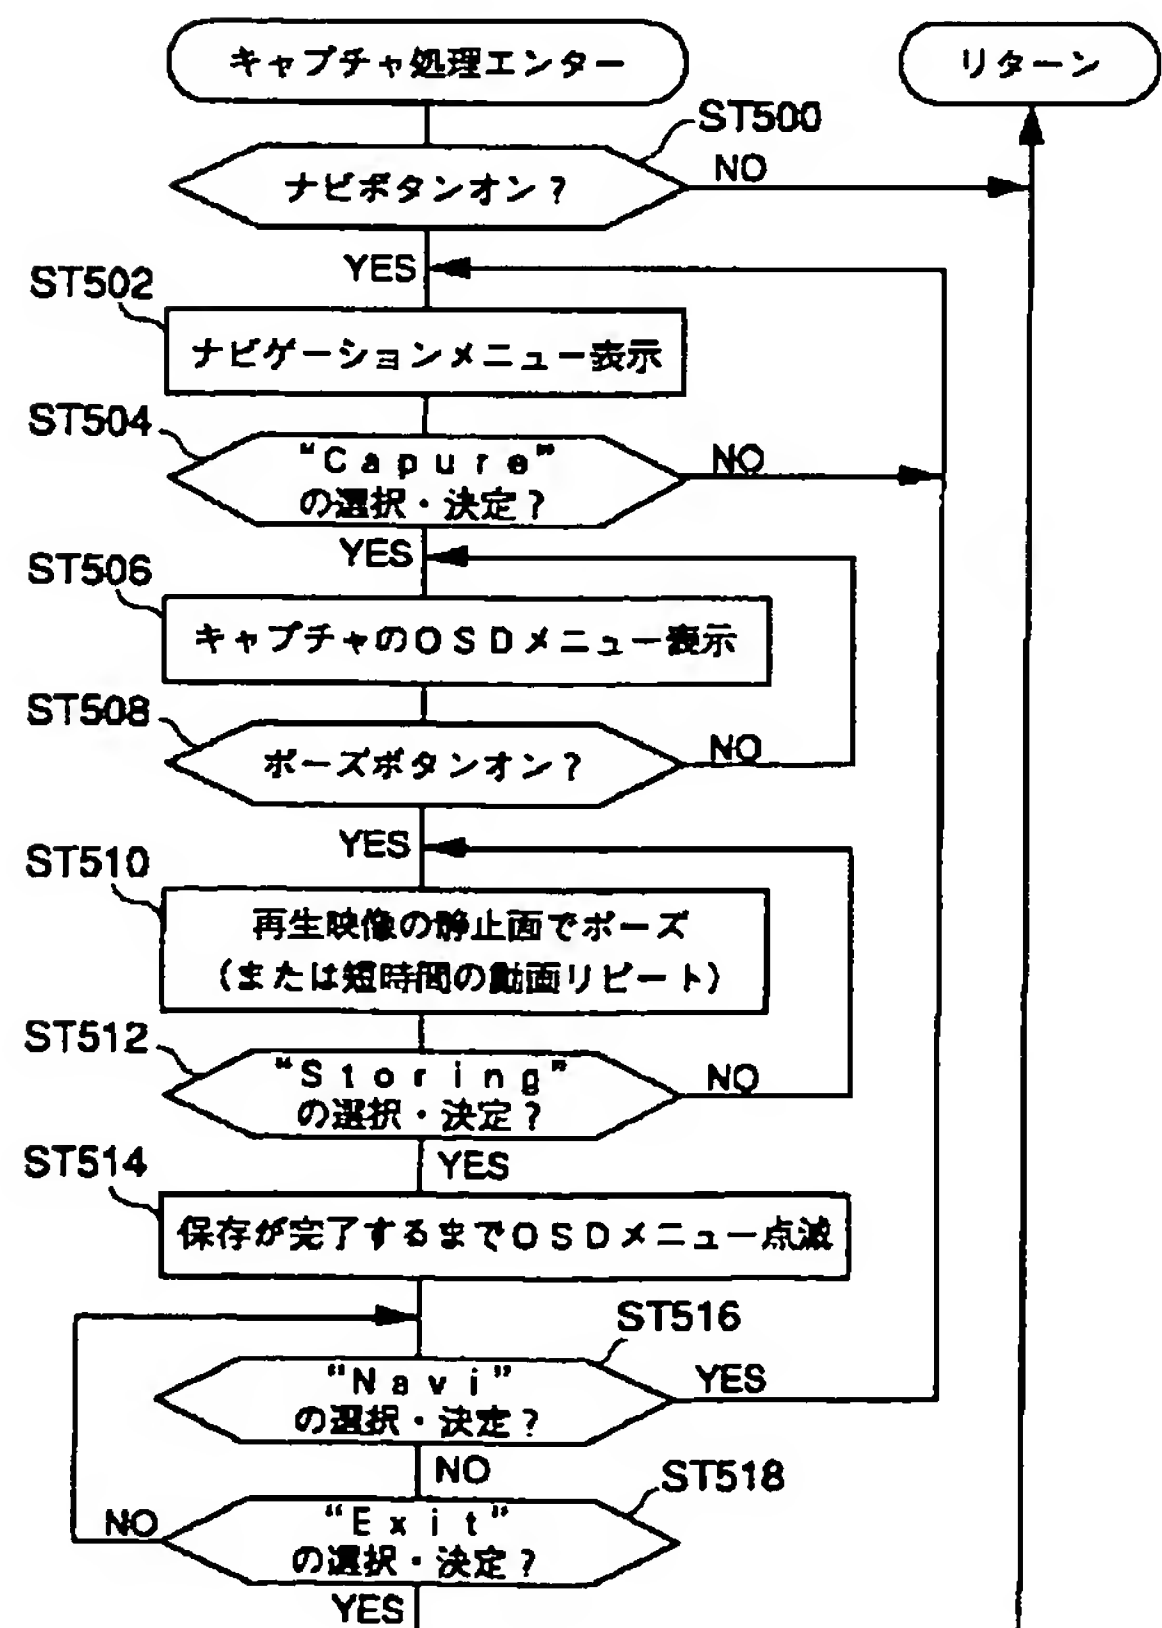 キャプチャ処理エンター
リターン
ST500
ナビボタンオン?
NO
YES
ST502
ナビゲーションメニュー表示
ST504
“Capure”
の選択・決定?
NO
YES
ST506
キャプチャのOSDメニュー表示
ST508
ポーズボタンオン?
NO
YES
ST510
再生映像の静止画でポーズ
(または短時間の動画リピート)
ST512
“Storing”
の選択・決定?
NO
YES
ST514
保存が完了するまでOSDメニュー点滅
ST516
“Navi”
の選択・決定?
YES
NO
ST518
“Exit”
の選択・決定?
NO
YES